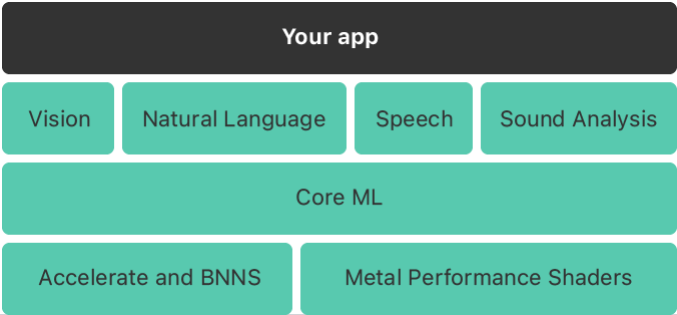 Your app
Vision
Natural Language
Speech
Sound Analysis
Core ML
Accelerate and BNNS
Metal Performance Shaders